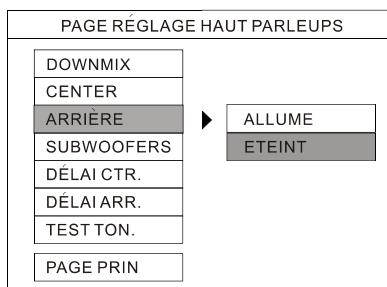 PAGE RÉGLAGE HAUT PARLEUPS
DOWNMIX
CENTER
ARRIÈRE
ALLUME
SUBWOOFERS
ETEINT
DÉLAI CTR.
DÉLAI ARR.
TEST TON.
PAGE PRIN